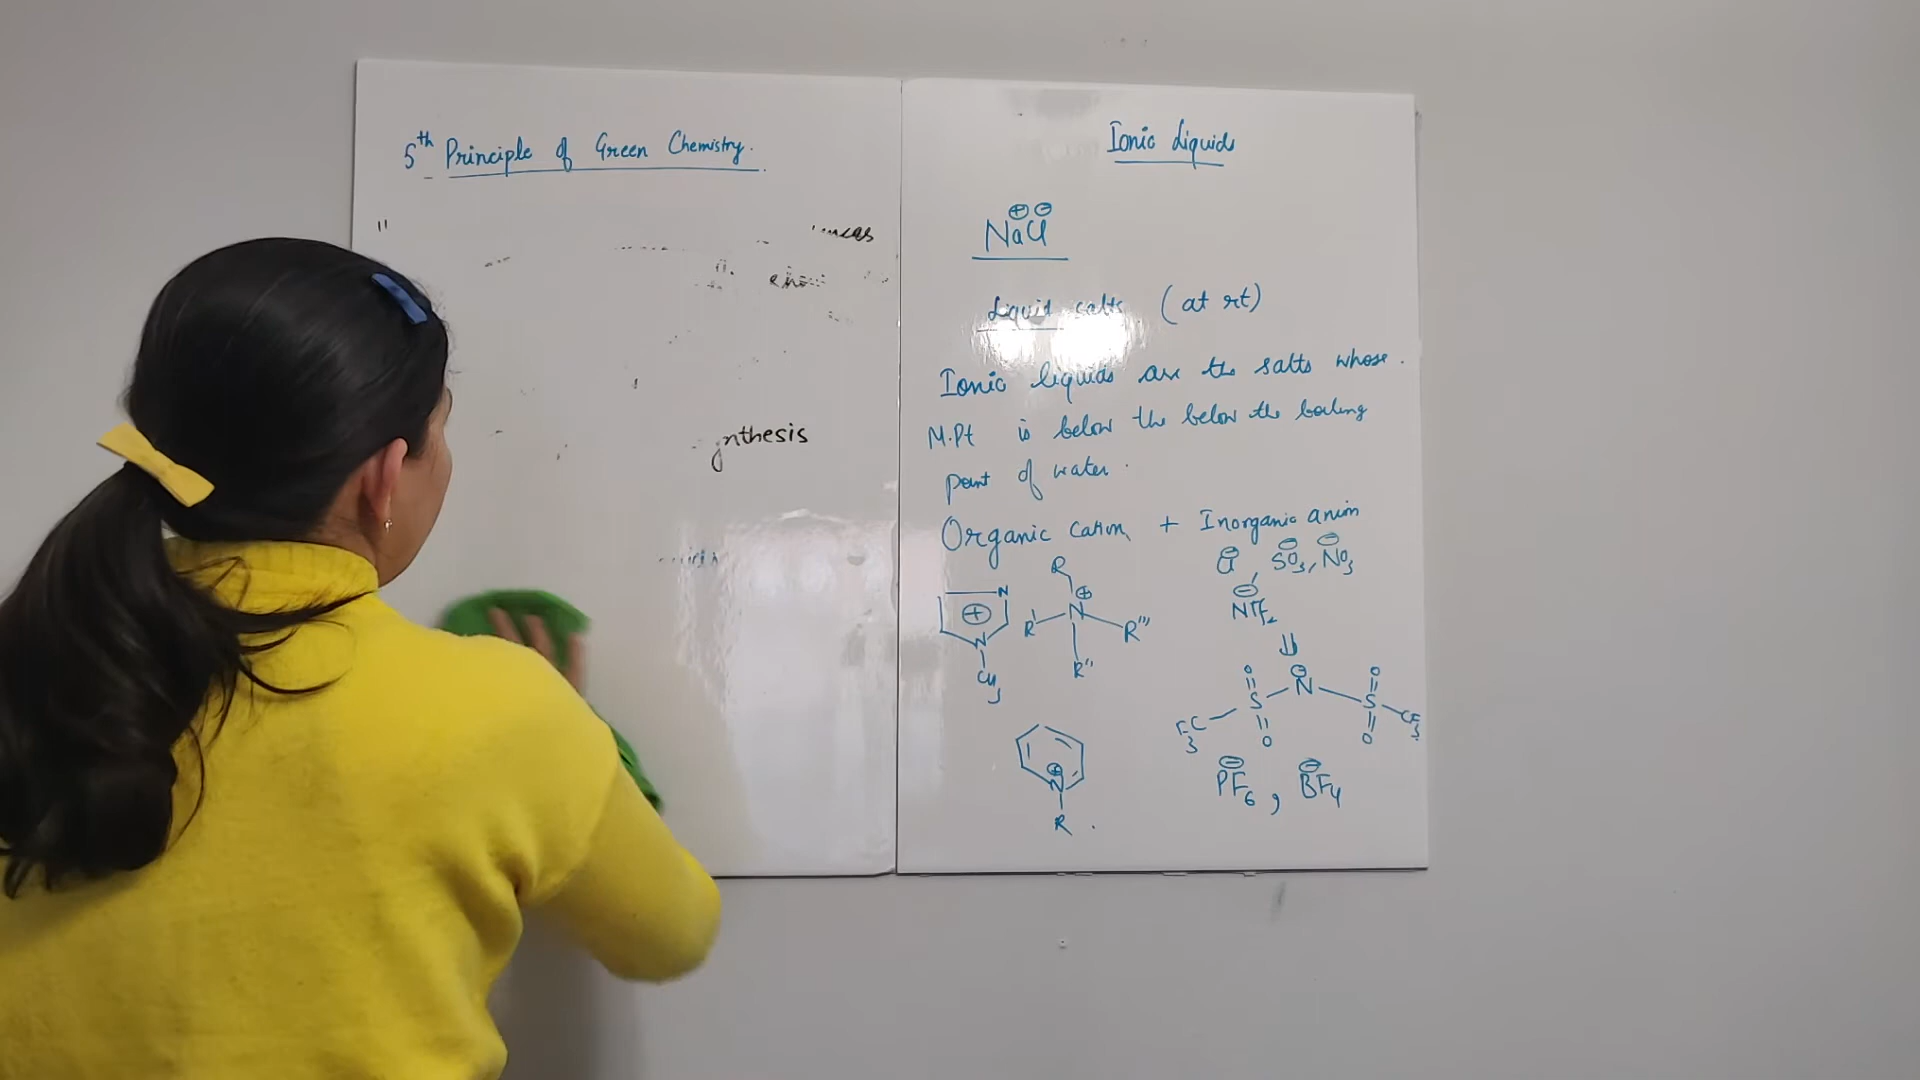 5th Principle of Green Chemistry.
"
nthesis
Ionic Liquids
⊕ ⊖
NaCl
Liquid salts (at rt)
Ionic liquids are the salts whose.
M.Pt is below the below the boiling
point of water.
Organic Cation + Inorganic anion
⊖ ⊖ ⊖
Cl, SO3, NO3
⊖
NTf2
N
⊕
N
CH3
R
⊕
N
R'
R''
R'''
⇓
O ⊖ O
S N S
F3C O O CF3
⊖ ⊖
PF6, BF4
⊕
N
R.